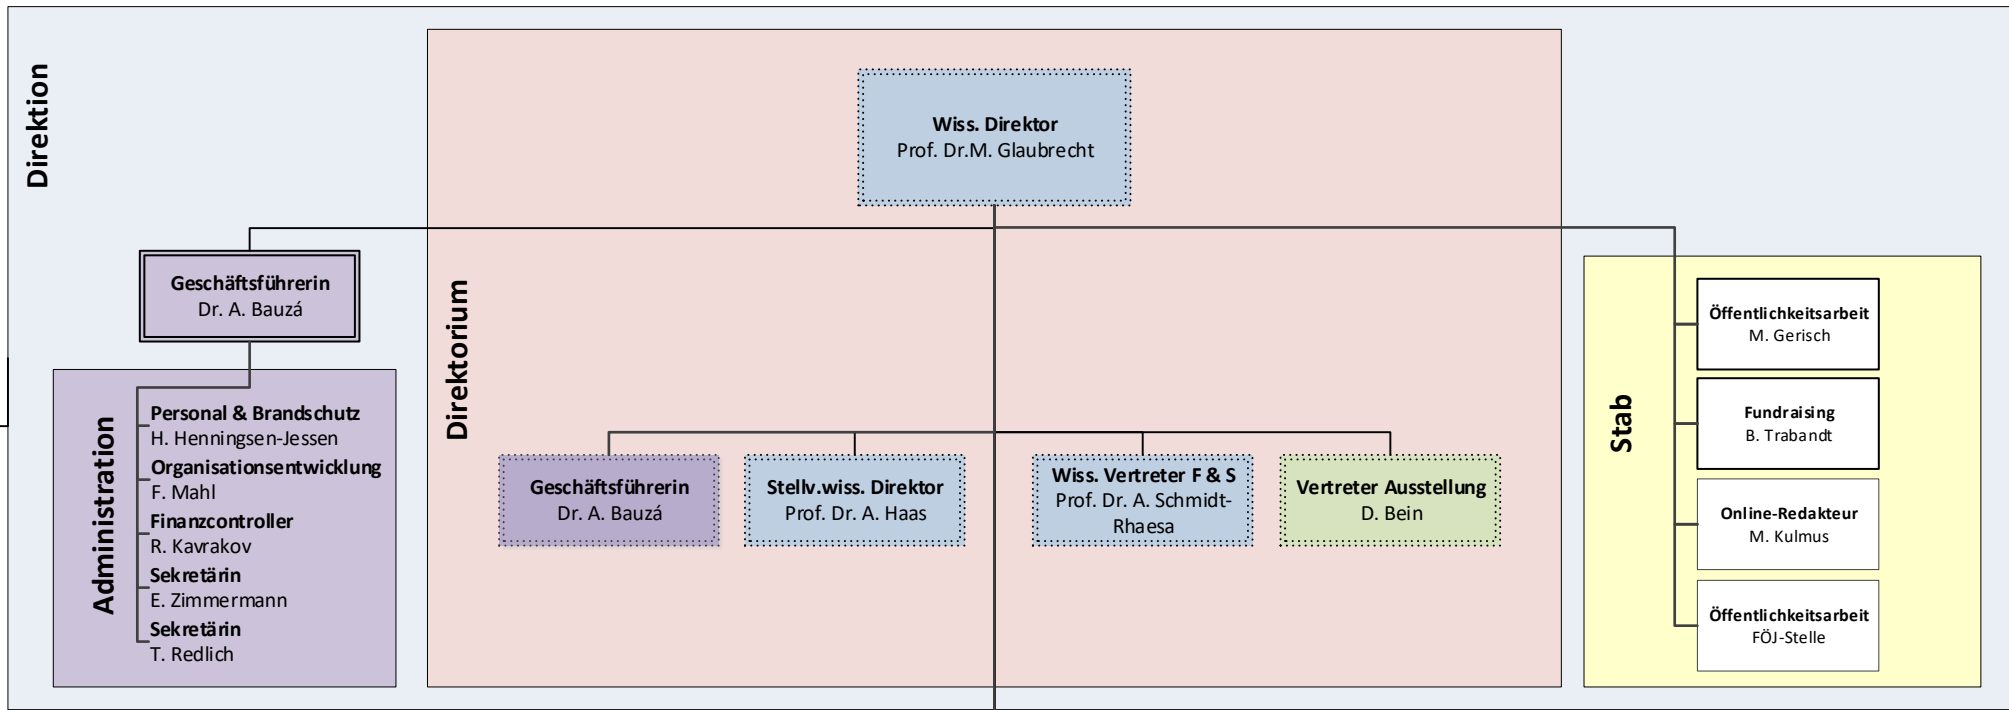 Direktion
Wiss. Direktor
Prof. Dr.M. Glaubrecht
Geschäftsführerin
Dr. A. Bauzá
Administration
Personal & Brandschutz
H. Henningsen-Jessen
Organisationsentwicklung
F. Mahl
Finanzcontroller
R. Kavrakov
Sekretärin
E. Zimmermann
Sekretärin
T. Redlich
Direktorium
Geschäftsführerin
Dr. A. Bauzá
Stellv.wiss. Direktor
Prof. Dr. A. Haas
Wiss. Vertreter F & S
Prof. Dr. A. Schmidt-
Rhaesa
Vertreter Ausstellung
D. Bein
Stab
Öffentlichkeitsarbeit
M. Gerisch
Fundraising
B. Trabandt
Online-Redakteur
M. Kulmus
Öffentlichkeitsarbeit
FÖJ-Stelle